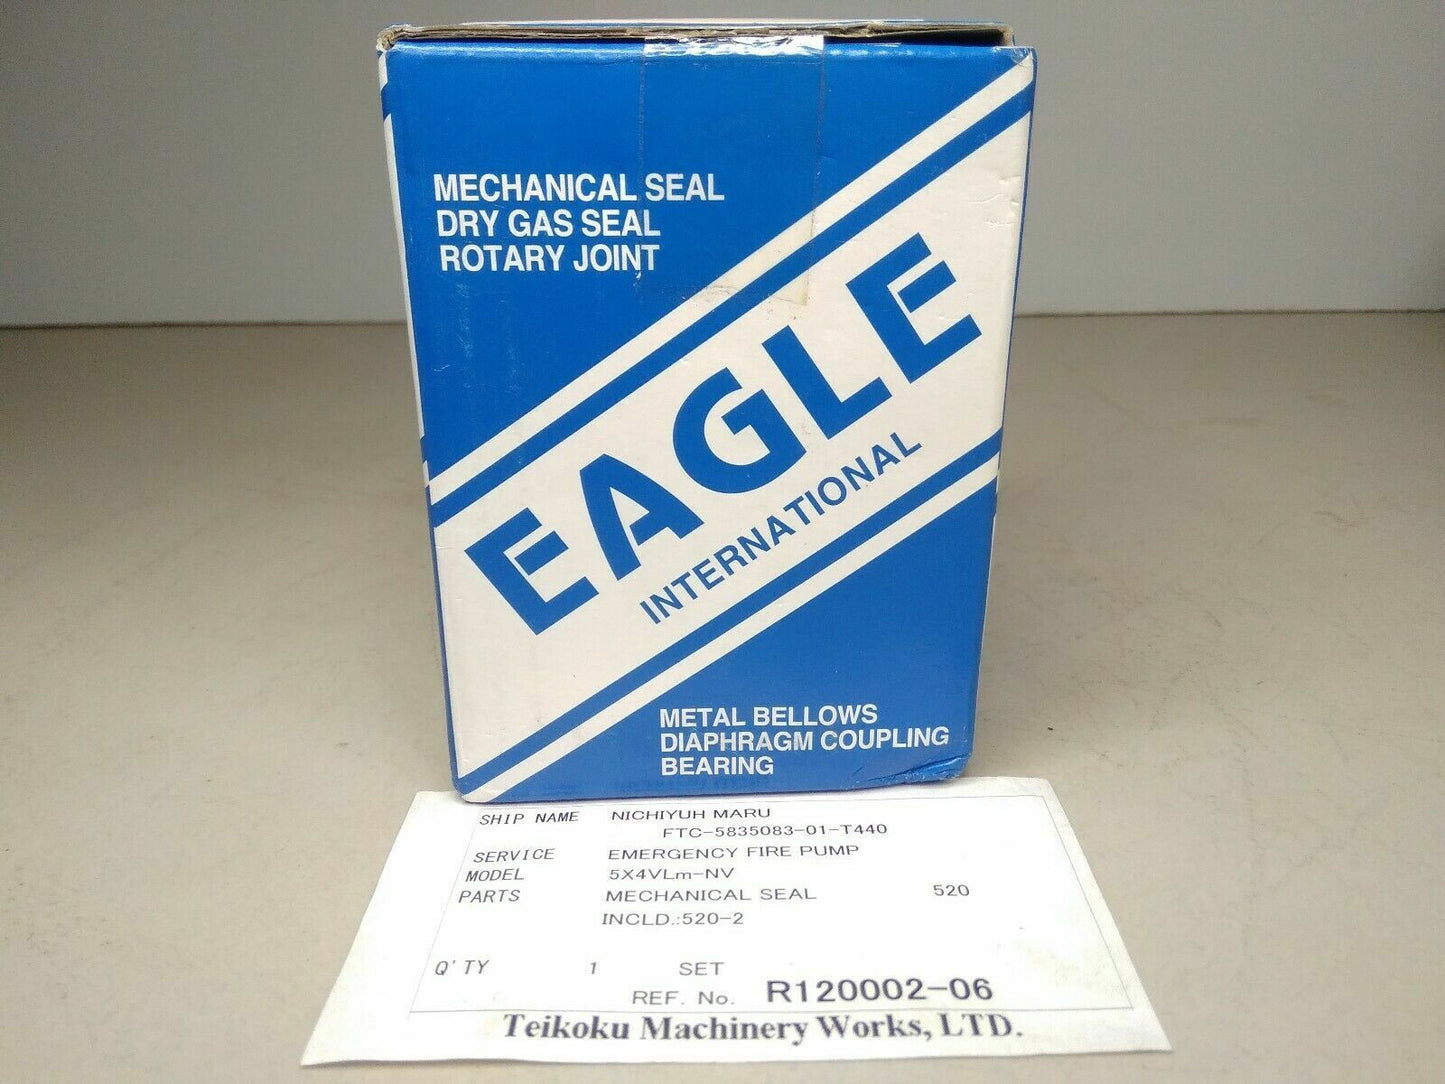 MECHANICAL SEAL
DRY GAS SEAL
ROTARY JOINT
EAGLE
INTERNATIONAL
METAL BELLOWS
DIAPHRAGM COUPLING
BEARING
SHIP NAME NICHIYUH MARU
FTC-5835083-01-T440
SERVICE EMERGENCY FIRE PUMP
MODEL 5X4VLm-NV
PARTS MECHANICAL SEAL 520
INCLD.:520-2
Q'TY 1 SET
REF. No. R120002-06
Teikoku Machinery Works, LTD.